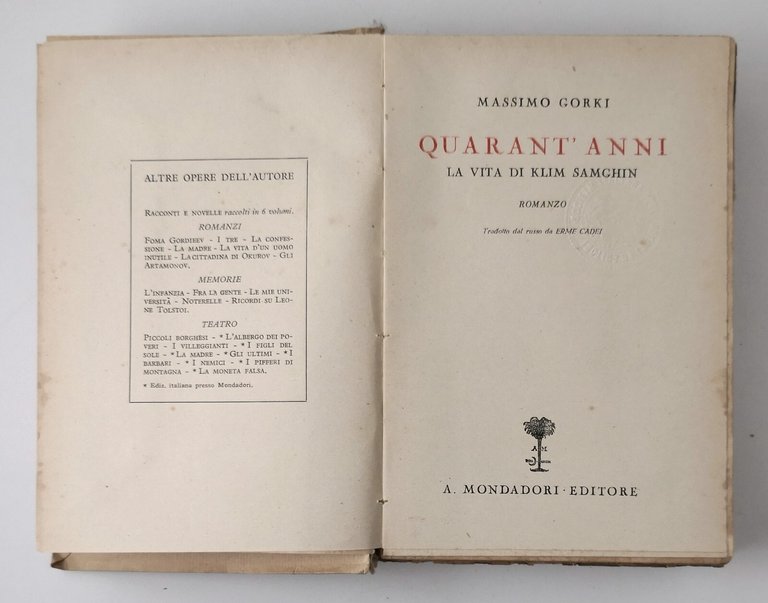 ALTRE OPERE DELL'AUTORE
RACCONTI E NOVELLE raccolti in 6 volumi.
ROMANZI
FOMA GORDIEEV - I TRE - LA CONFES-
SIONE - LA MADRE - LA VITA D'UN UOMO
INUTILE - LA CITTADINA DI OKUROV - GLI
ARTAMONOV.
MEMORIE
L'INFANZIA - FRA LA GENTE - LE MIE UNI-
VERSITÀ - NOTERELLE - RICORDI SU LEO-
NE TOLSTOI.
TEATRO
PICCOLI BORGHESI - * L'ALBERGO DEI PO-
VERI - I VILLEGGIANTI - * I FIGLI DEL
SOLE - * LA MADRE - * GLI ULTIMI - * I
BARBARI - * I NEMICI - * I PIFFERI DI
MONTAGNA - * LA MONETA FALSA.
* Ediz. italiana presso Mondadori.
MASSIMO GORKI
QUARANT'ANNI
LA VITA DI KLIM SAMGHIN
ROMANZO
Tradotto dal russo da ERME CADEI
A M
A. MONDADORI · EDITORE